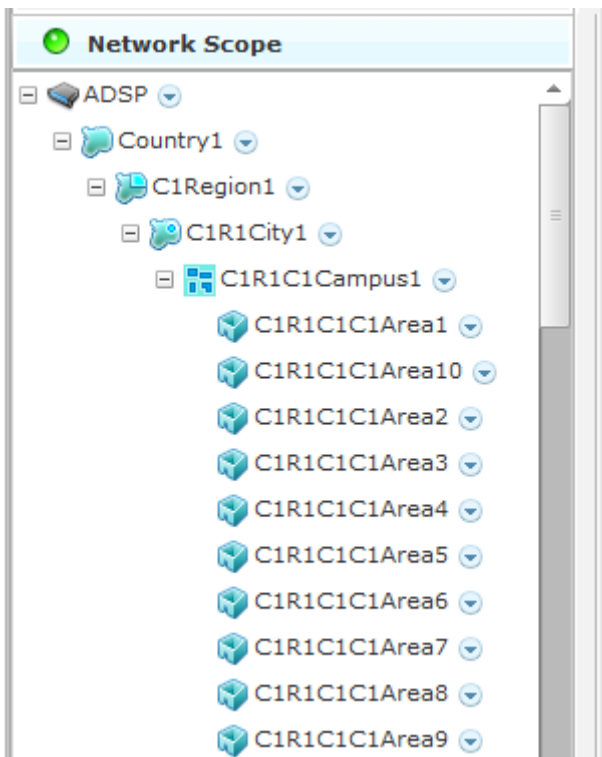 Network Scope
ADSP
Country1
C1Region1
C1R1City1
C1R1C1Campus1
C1R1C1C1Area1
C1R1C1C1Area10
C1R1C1C1Area2
C1R1C1C1Area3
C1R1C1C1Area4
C1R1C1C1Area5
C1R1C1C1Area6
C1R1C1C1Area7
C1R1C1C1Area8
C1R1C1C1Area9